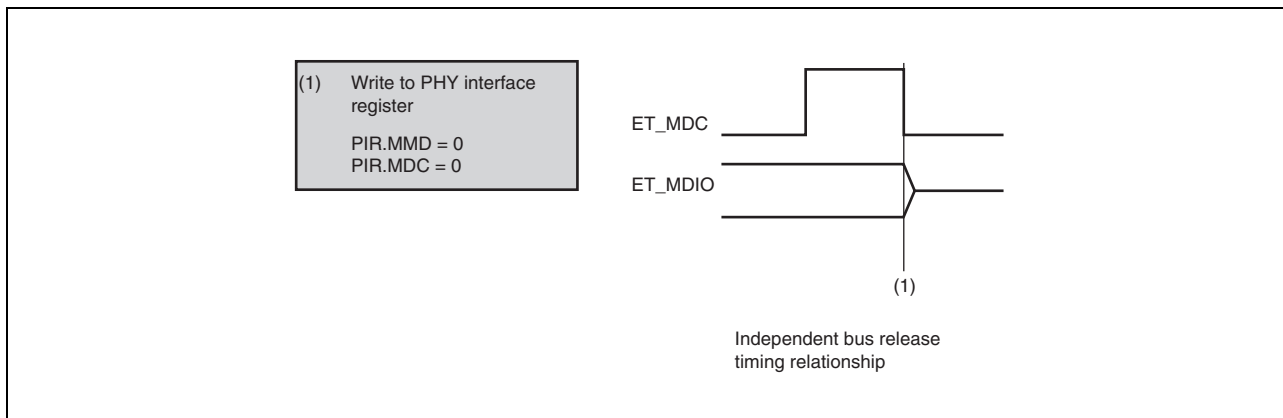 (1) Write to PHY interface
register
PIR.MMD = 0
PIR.MDC = 0
ET_MDC
ET_MDIO
(1)
Independent bus release
timing relationship